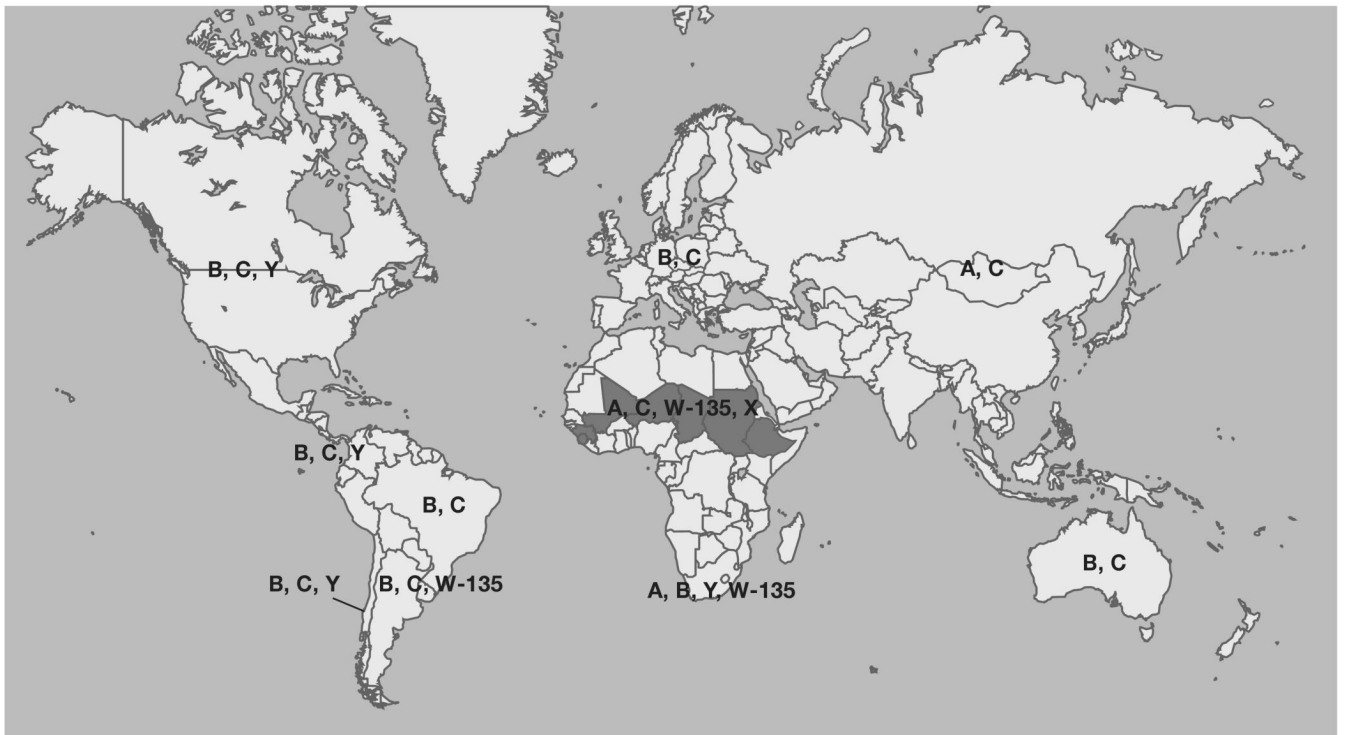 B, C, Y
B, C
A, C
A, C, W-135, X
B, C, Y
B, C
B, C, Y
B, C, W-135
A, B, Y, W-135
B, C